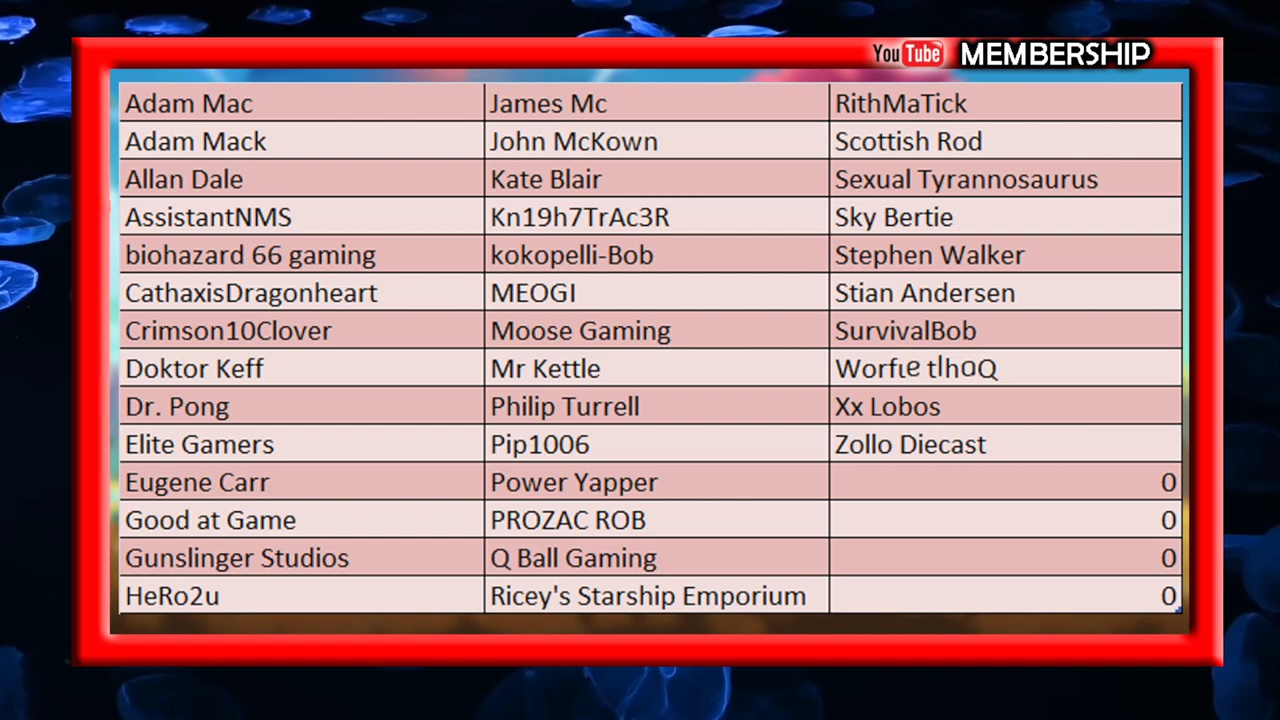 YouTube MEMBERSHIP
Adam Mac James Mc RithMaTick
Adam Mack John McKown Scottish Rod
Allan Dale Kate Blair Sexual Tyrannosaurus
AssistantNMS Kn19h7TrAc3R Sky Bertie
biohazard 66 gaming kokopelli-Bob Stephen Walker
CathaxisDragonheart MEOGI Stian Andersen
Crimson10Clover Moose Gaming SurvivalBob
Doktor Keff Mr Kettle Worfɩҽ tlhαQ
Dr. Pong Philip Turrell Xx Lobos
Elite Gamers Pip1006 Zollo Diecast
Eugene Carr Power Yapper 0
Good at Game PROZAC ROB 0
Gunslinger Studios Q Ball Gaming 0
HeRo2u Ricey's Starship Emporium 0